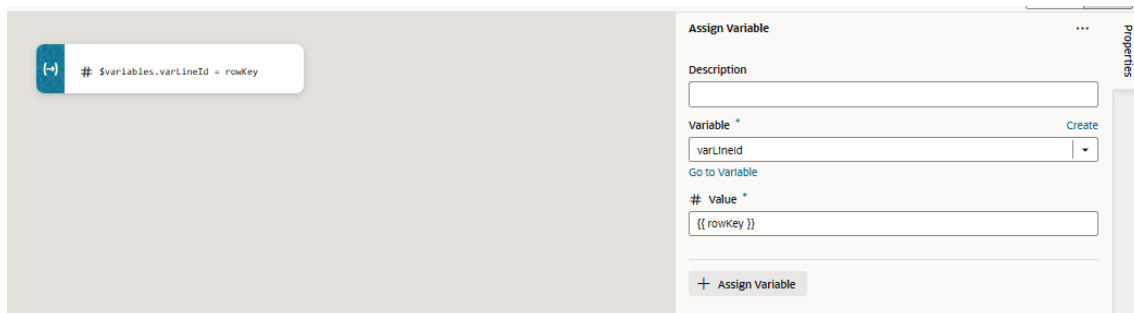 Assign Variable
...
Properties
(→) # $variables.varLineId = rowKey
Description
Variable *
Create
varLineId
Go to Variable
# Value *
{{ rowKey }}
+ Assign Variable